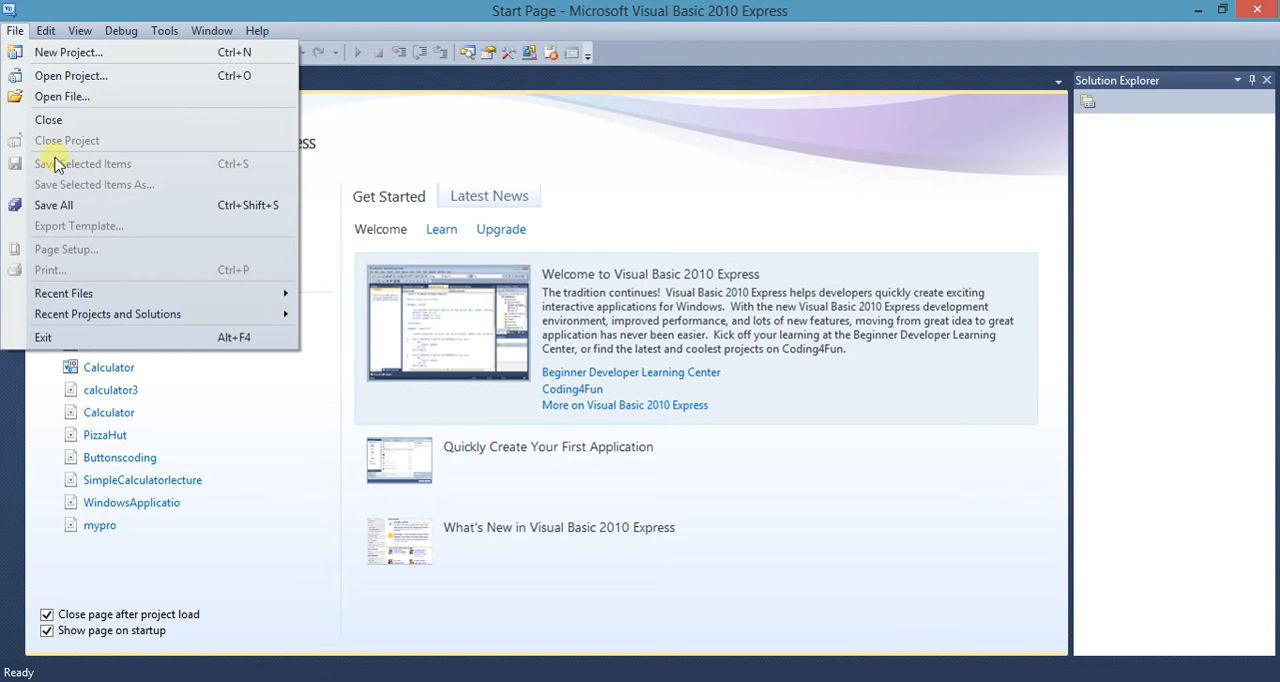 Start Page - Microsoft Visual Basic 2010 Express
File Edit View Debug Tools Window Help
New Project... Ctrl+N
Open Project... Ctrl+O
Open File...
Close
Close Project
Save Selected Items Ctrl+S
Save Selected Items As...
Save All Ctrl+Shift+S
Export Template...
Page Setup...
Print... Ctrl+P
Recent Files
Recent Projects and Solutions
Exit Alt+F4
Calculator
calculator3
Calculator
PizzaHut
Buttonscoding
SimpleCalculatorlecture
WindowsApplicatio
mypro
Close page after project load
Show page on startup
Get Started Latest News
Welcome Learn Upgrade
Welcome to Visual Basic 2010 Express
The tradition continues! Visual Basic 2010 Express helps developers quickly create exciting
interactive applications for Windows. With the new Visual Basic 2010 Express development
environment, improved performance, and lots of new features, moving from great idea to great
application has never been easier. Kick off your learning at the Beginner Developer Learning
Center, or find the latest and coolest projects on Coding4Fun.
Beginner Developer Learning Center
Coding4Fun
More on Visual Basic 2010 Express
Quickly Create Your First Application
What's New in Visual Basic 2010 Express
Solution Explorer
Ready